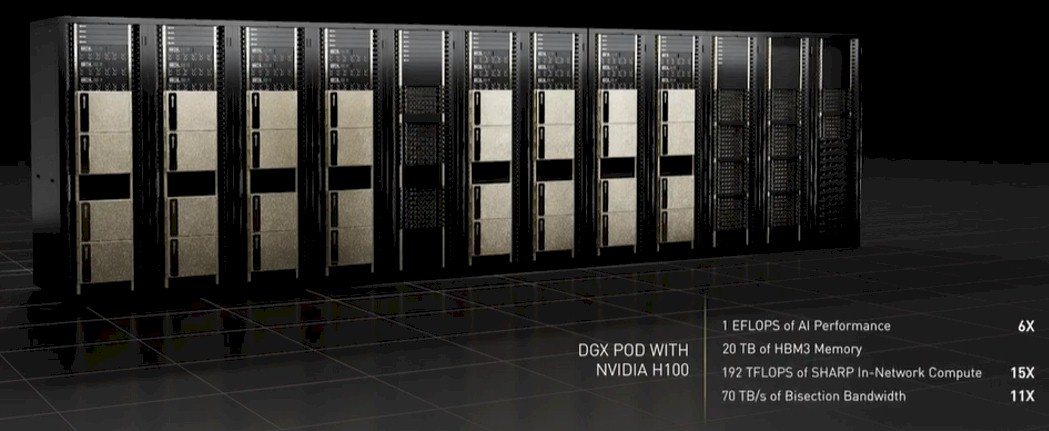 DGX POD WITH
NVIDIA H100
1 EFLOPS of AI Performance 6X
20 TB of HBM3 Memory
192 TFLOPS of SHARP In-Network Compute 15X
70 TB/s of Bisection Bandwidth 11X